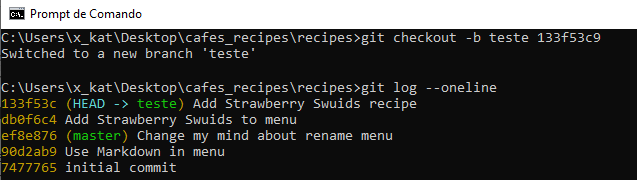 Prompt de Comando
C:\Users\x_kat\Desktop\cafes_recipes\recipes>git checkout -b teste 133f53c9
Switched to a new branch 'teste'
C:\Users\x_kat\Desktop\cafes_recipes\recipes>git log --oneline
133f53c (HEAD -> teste) Add Strawberry Swuids recipe
db0f6c4 Add Strawberry Swuids to menu
ef8e876 (master) Change my mind about rename menu
90d2ab9 Use Markdown in menu
7477765 initial commit